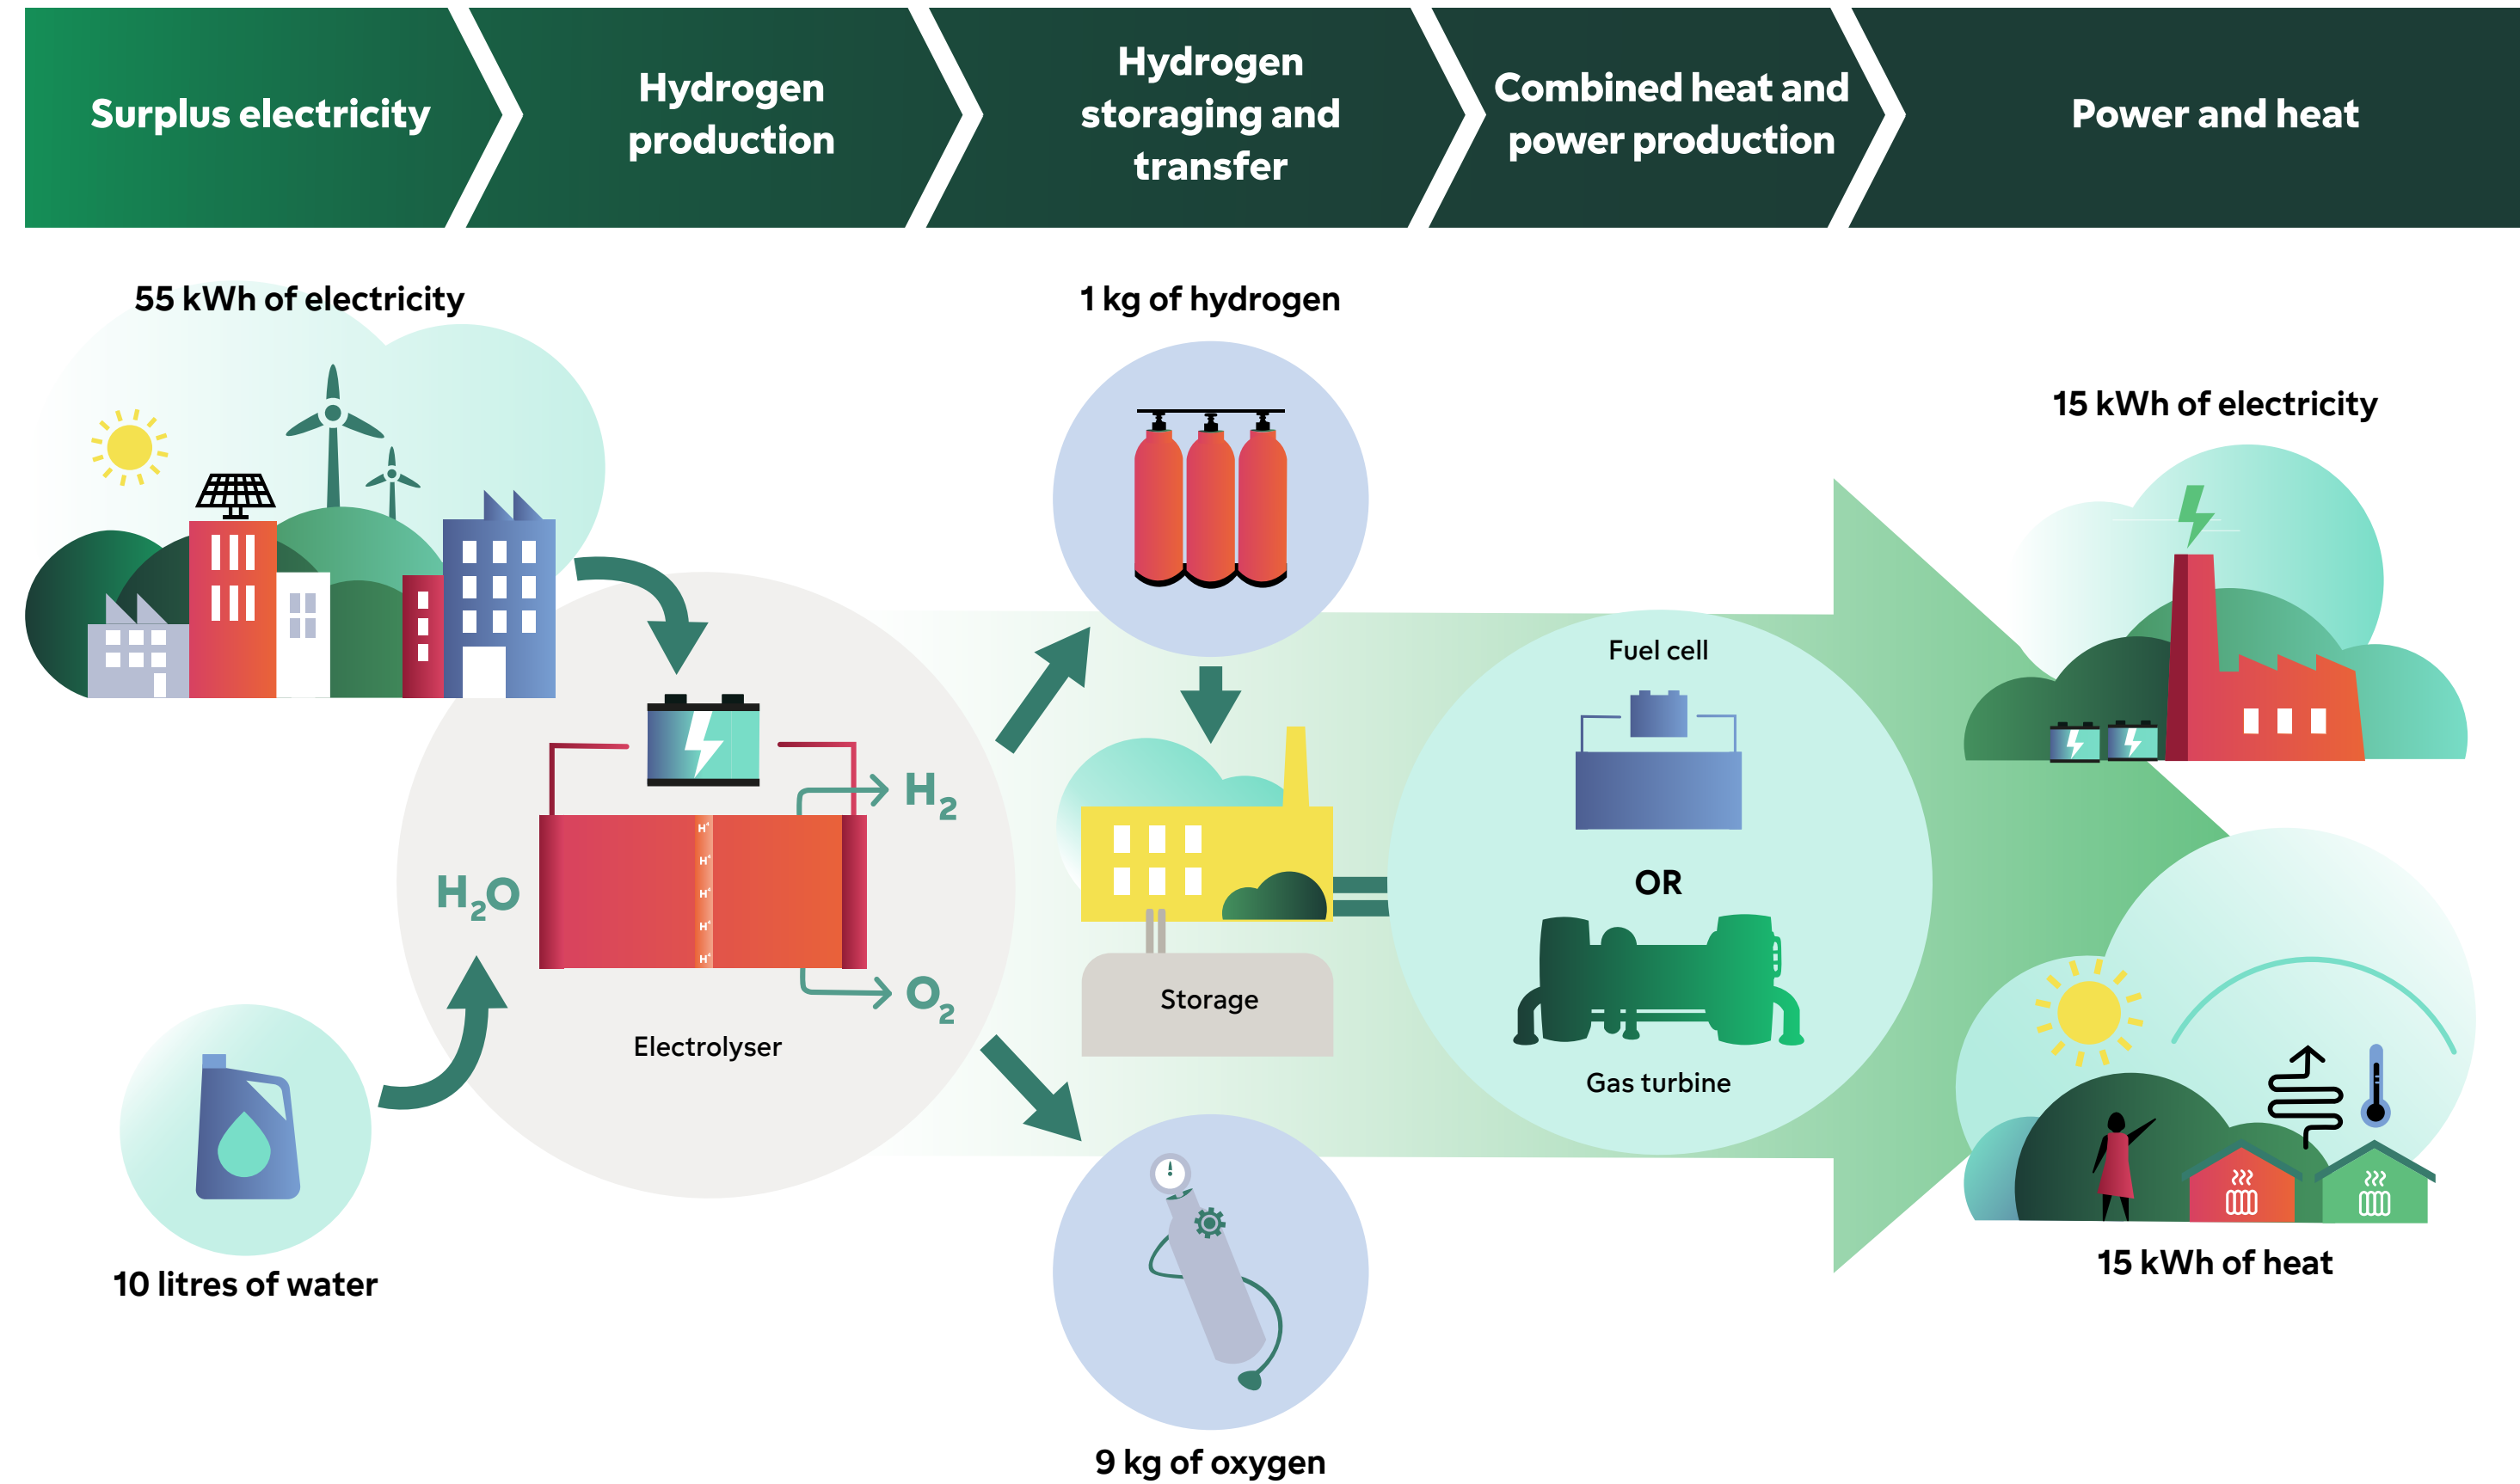 Surplus electricity
Hydrogen
production
Hydrogen
storaging and
transfer
Combined heat and
power production
Power and heat
55 kWh of electricity
1 kg of hydrogen
15 kWh of electricity
Fuel cell
H₂
H⁺
H⁺
H⁺
H⁺
H⁺
H₂O
OR
O₂
Storage
Electrolyser
Gas turbine
10 litres of water
15 kWh of heat
9 kg of oxygen